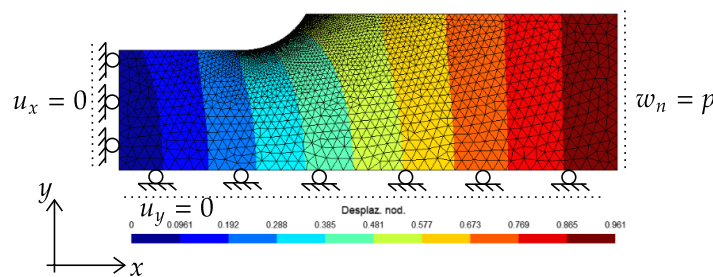 u_x = 0
w_n = p
y
u_y = 0
Desplaz. nod.
0 0.0961 0.192 0.288 0.385 0.481 0.577 0.673 0.769 0.865 0.961
x